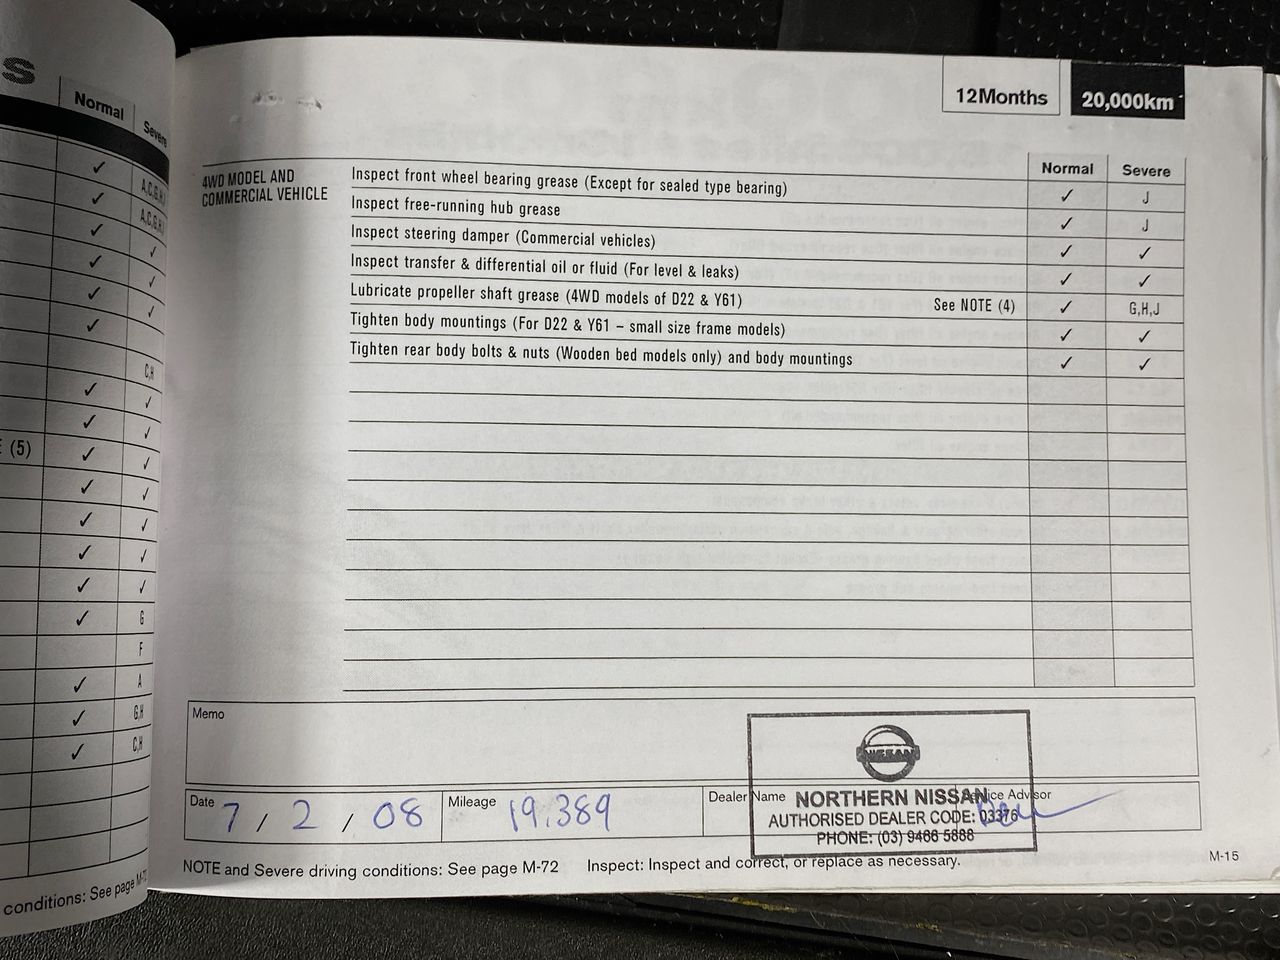 S
Normal
Severe
✓ A,C,G,H,J
✓ A,C,G,H,J
✓ ✓
✓ ✓
✓ ✓
✓
C,H
✓ ✓
✓ ✓
(5) ✓ ✓
✓ ✓
✓ ✓
✓ ✓
✓ ✓
✓ G
F
✓ A
✓ G,H
✓ C,H
conditions: See page
12Months 20,000km
Normal Severe
4WD MODEL AND
COMMERCIAL VEHICLE
Inspect front wheel bearing grease (Except for sealed type bearing) ✓ J
Inspect free-running hub grease ✓ J
Inspect steering damper (Commercial vehicles) ✓ ✓
Inspect transfer & differential oil or fluid (For level & leaks) ✓ ✓
Lubricate propeller shaft grease (4WD models of D22 & Y61) See NOTE (4) ✓ G,H,J
Tighten body mountings (For D22 & Y61 – small size frame models) ✓ ✓
Tighten rear body bolts & nuts (Wooden bed models only) and body mountings ✓ ✓
Memo
NISSAN
Date 7 / 2 / 08 Mileage 19,389 Dealer Name Service Advisor
NORTHERN NISSAN
AUTHORISED DEALER CODE: 03376
PHONE: (03) 9466 5888
NOTE and Severe driving conditions: See page M-72 Inspect: Inspect and correct, or replace as necessary.
M-15